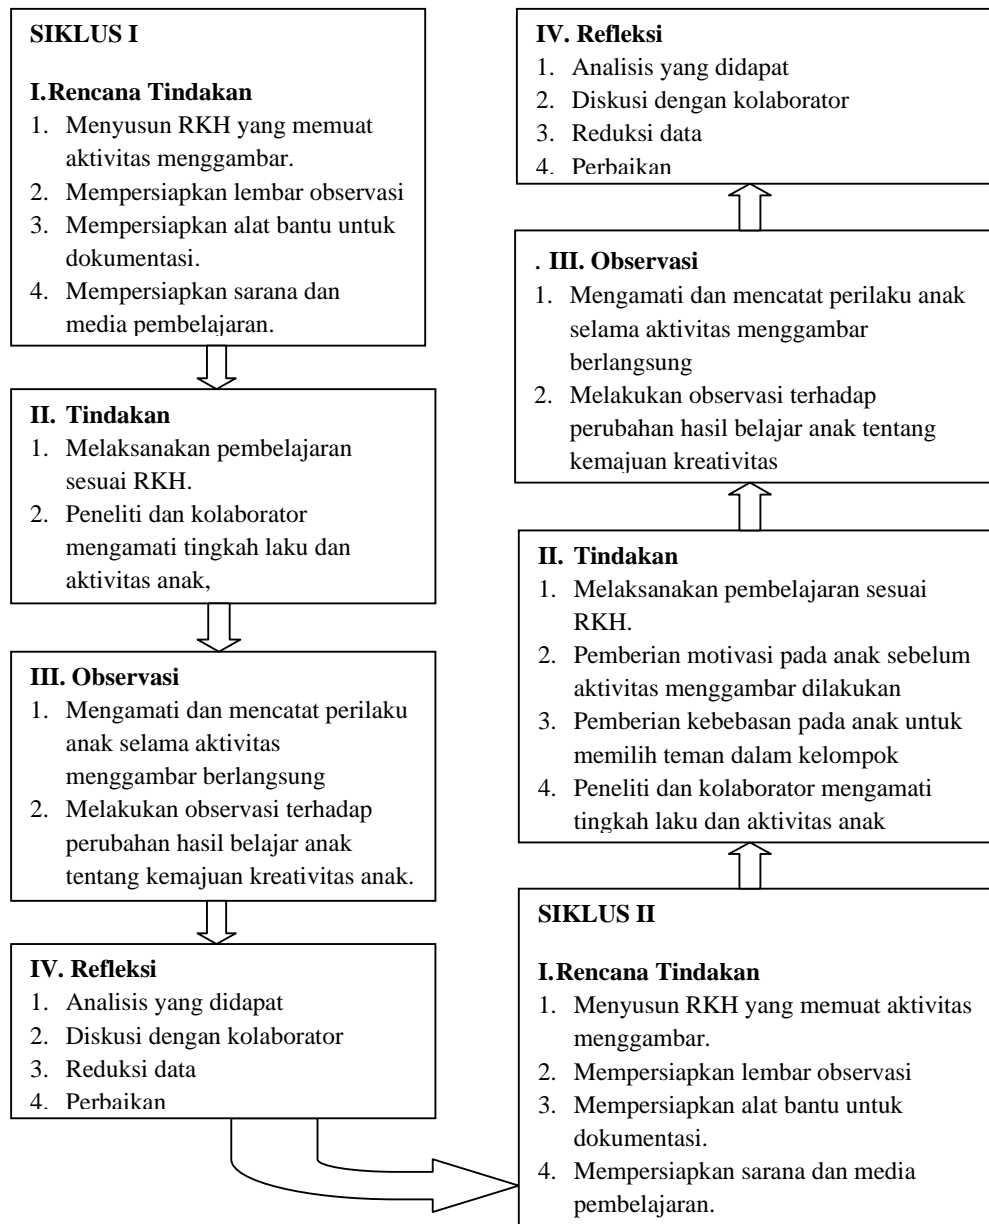 SIKLUS I
I.Rencana Tindakan
1. Menyusun RKH yang memuat
aktivitas menggambar.
2. Mempersiapkan lembar observasi
3. Mempersiapkan alat bantu untuk
dokumentasi.
4. Mempersiapkan sarana dan
media pembelajaran.
II. Tindakan
1. Melaksanakan pembelajaran
sesuai RKH.
2. Peneliti dan kolaborator
mengamati tingkah laku dan
aktivitas anak,
III. Observasi
1. Mengamati dan mencatat perilaku
anak selama aktivitas
menggambar berlangsung
2. Melakukan observasi terhadap
perubahan hasil belajar anak
tentang kemajuan kreativitas anak.
IV. Refleksi
1. Analisis yang didapat
2. Diskusi dengan kolaborator
3. Reduksi data
4. Perbaikan
SIKLUS II
I.Rencana Tindakan
1. Menyusun RKH yang memuat aktivitas
menggambar.
2. Mempersiapkan lembar observasi
3. Mempersiapkan alat bantu untuk
dokumentasi.
4. Mempersiapkan sarana dan media
pembelajaran.
II. Tindakan
1. Melaksanakan pembelajaran sesuai
RKH.
2. Pemberian motivasi pada anak sebelum
aktivitas menggambar dilakukan
3. Pemberian kebebasan pada anak untuk
memilih teman dalam kelompok
4. Peneliti dan kolaborator mengamati
tingkah laku dan aktivitas anak
. III. Observasi
1. Mengamati dan mencatat perilaku anak
selama aktivitas menggambar
berlangsung
2. Melakukan observasi terhadap
perubahan hasil belajar anak tentang
kemajuan kreativitas
IV. Refleksi
1. Analisis yang didapat
2. Diskusi dengan kolaborator
3. Reduksi data
4. Perbaikan